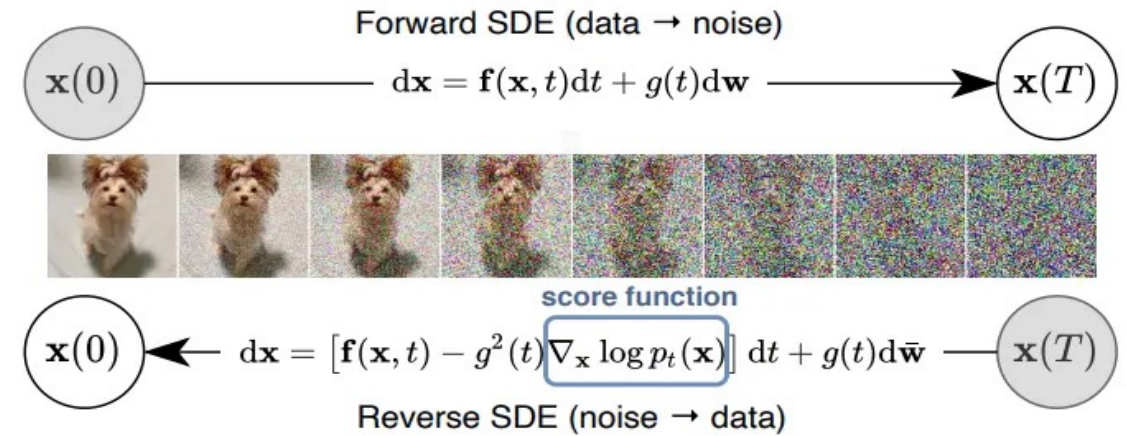 Forward SDE (data → noise)
x(0) dx = f(x, t)dt + g(t)dw x(T)
score function
x(0) dx = [f(x, t) − g²(t)∇ₓ log pₜ(x)] dt + g(t)dw̄ x(T)
Reverse SDE (noise → data)